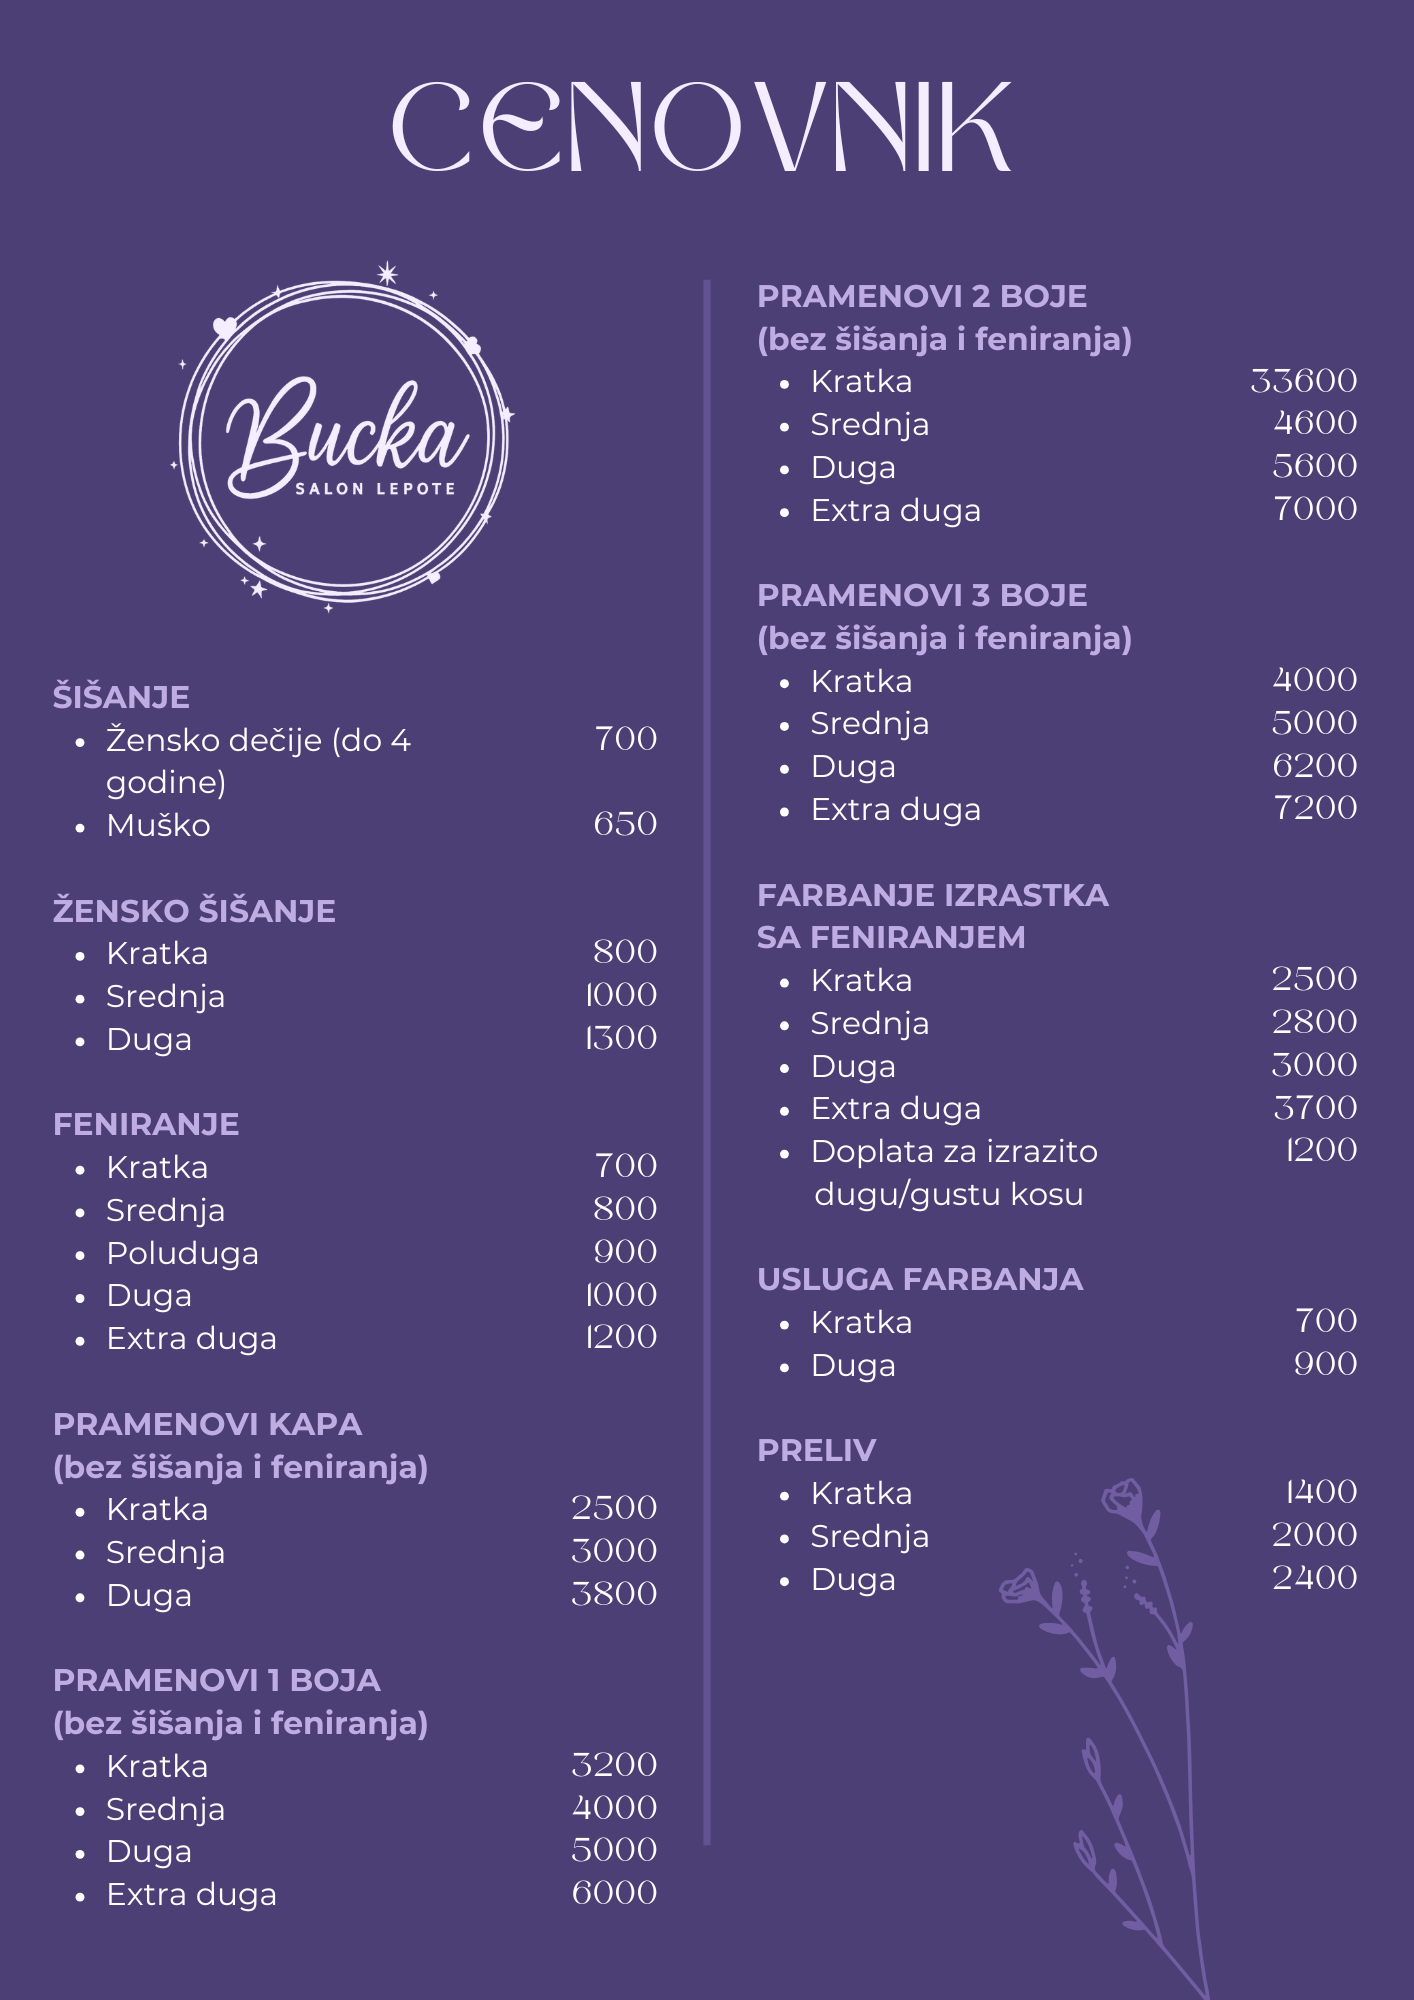 CENOVNIK
Bucka
SALON LEPOTE
ŠIŠANJE
• Žensko dečije (do 4 700
godine)
• Muško 650
ŽENSKO ŠIŠANJE
• Kratka 800
• Srednja 1000
• Duga 1300
FENIRANJE
• Kratka 700
• Srednja 800
• Poluduga 900
• Duga 1000
• Extra duga 1200
PRAMENOVI KAPA
(bez šišanja i feniranja)
• Kratka 2500
• Srednja 3000
• Duga 3800
PRAMENOVI 1 BOJA
(bez šišanja i feniranja)
• Kratka 3200
• Srednja 4000
• Duga 5000
• Extra duga 6000
PRAMENOVI 2 BOJE
(bez šišanja i feniranja)
• Kratka 33600
• Srednja 4600
• Duga 5600
• Extra duga 7000
PRAMENOVI 3 BOJE
(bez šišanja i feniranja)
• Kratka 4000
• Srednja 5000
• Duga 6200
• Extra duga 7200
FARBANJE IZRASTKA
SA FENIRANJEM
• Kratka 2500
• Srednja 2800
• Duga 3000
• Extra duga 3700
• Doplata za izrazito 1200
dugu/gustu kosu
USLUGA FARBANJA
• Kratka 700
• Duga 900
PRELIV
• Kratka 1400
• Srednja 2000
• Duga 2400